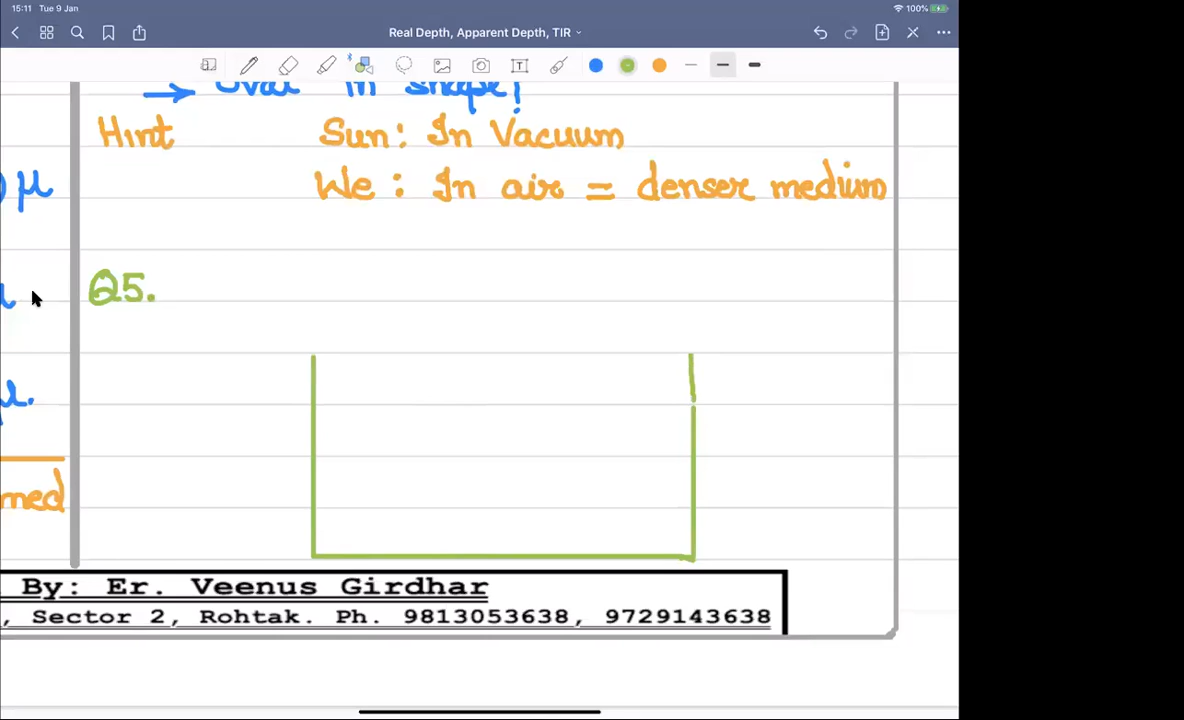 15:11 Tue 9 Jan
100%
Real Depth, Apparent Depth, TIR
→ Oval in shape!
Hint Sun: In Vacuum
We: In air = denser medium
μ
Q5.
μ.
med
By: Er. Veenus Girdhar
, Sector 2, Rohtak. Ph. 9813053638, 9729143638